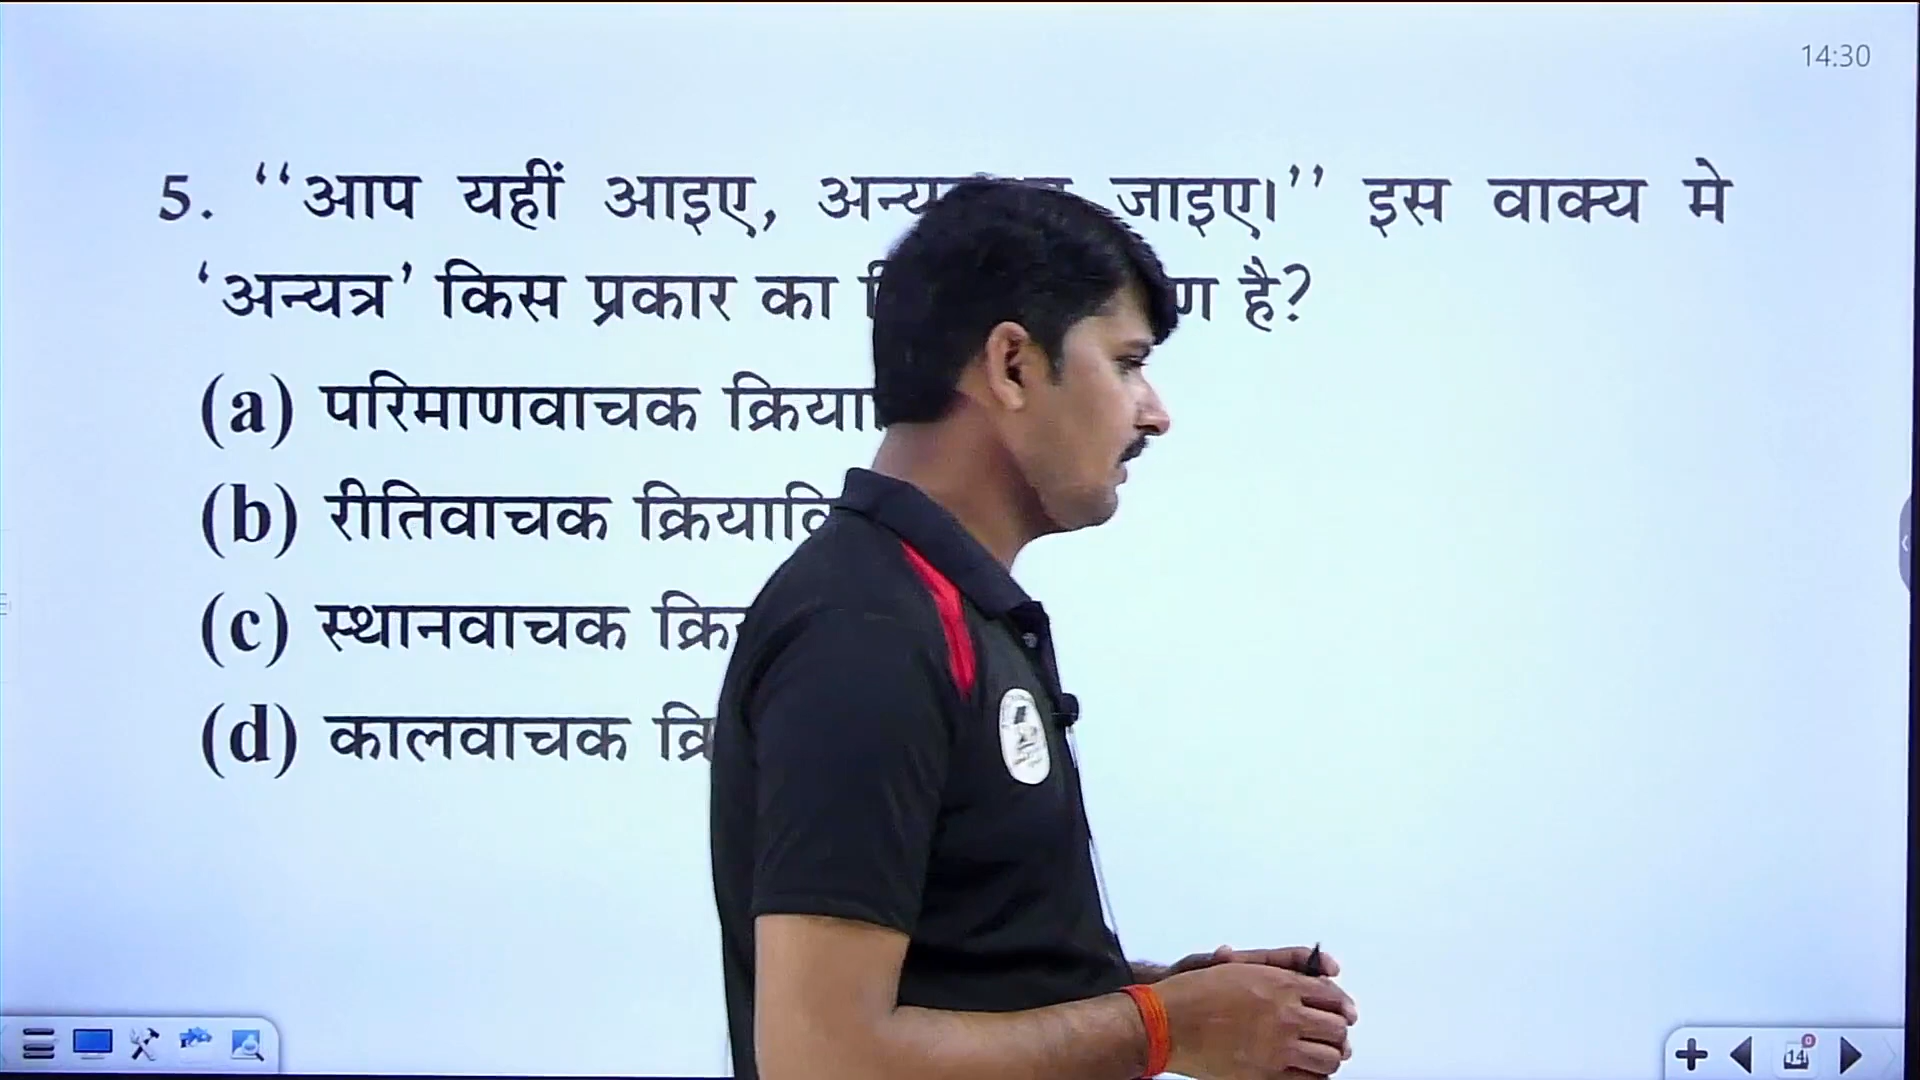 14:30
5. “आप यहीं आइए, जाइए।” इस वाक्य मे
‘अन्यत्र’ किस प्रकार का है?
(a) परिमाणवाचक
(b) रीतिवाचक
(c) स्थानवाचक
(d) कालवाचक
14
0